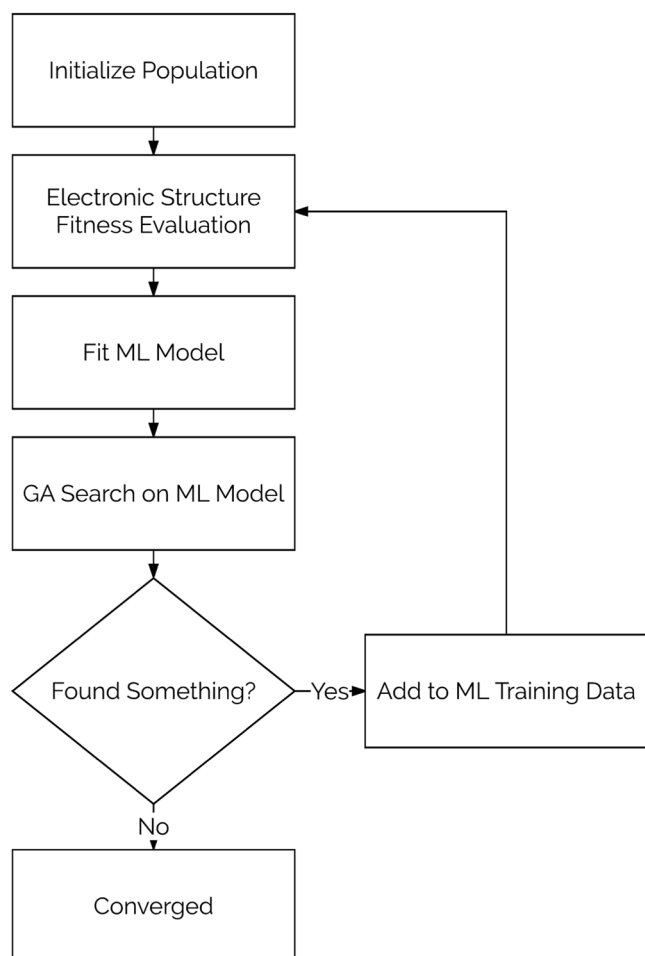 Initialize Population
Electronic Structure
Fitness Evaluation
Fit ML Model
GA Search on ML Model
Found Something?
Yes
Add to ML Training Data
No
Converged